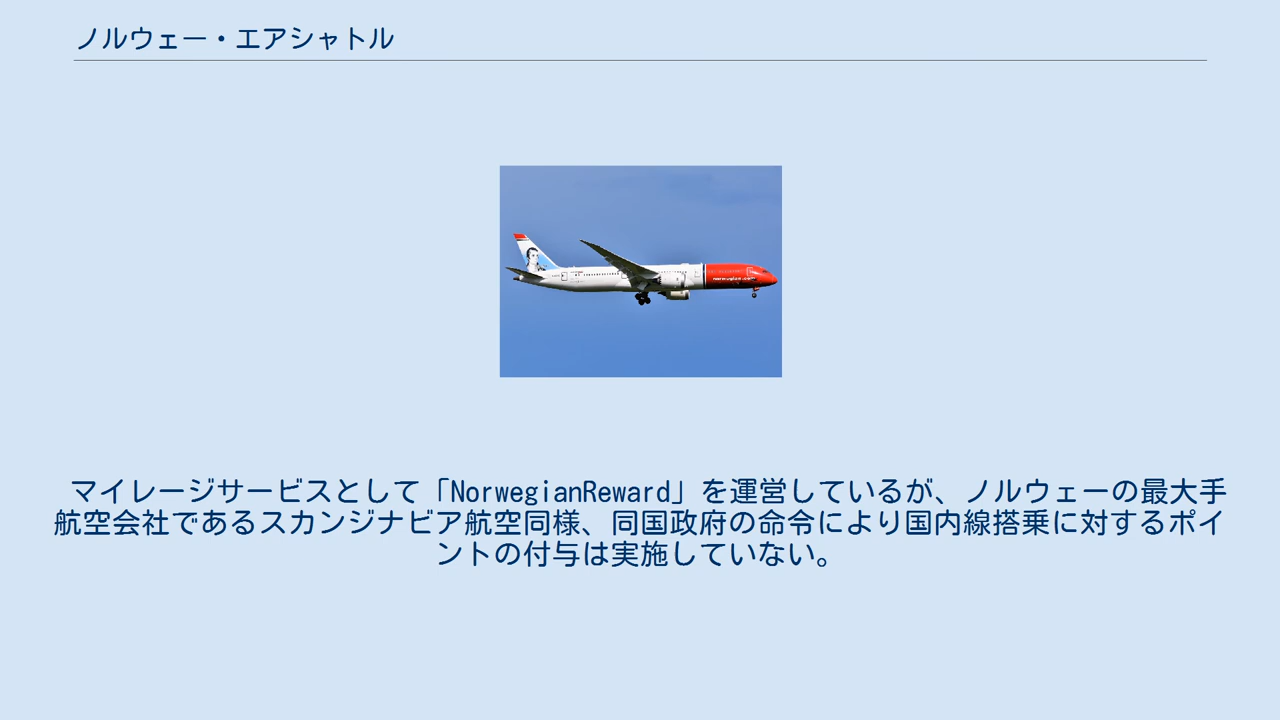 ノルウェー・エアシャトル
norwegian.com
マイレージサービスとして「NorwegianReward」を運営しているが、ノルウェーの最大手
航空会社であるスカンジナビア航空同様、同国政府の命令により国内線搭乗に対するポイ
ントの付与は実施していない。